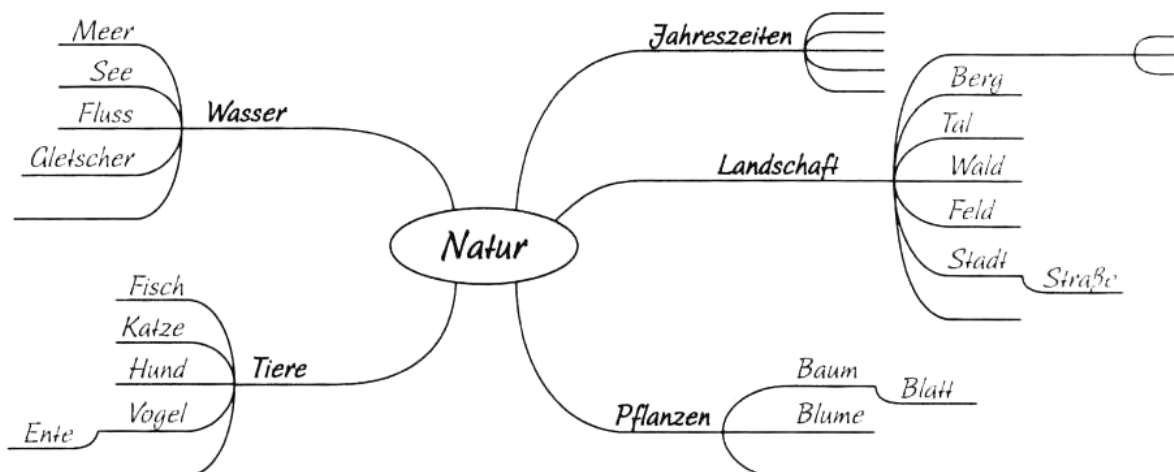 Meer
See
Fluss
Gletscher
Wasser
Jahreszeiten
Berg
Tal
Wald
Feld
Stadt
Straße
Landschaft
Natur
Fisch
Katze
Hund
Vogel
Ente
Tiere
Baum
Blatt
Blume
Pflanzen